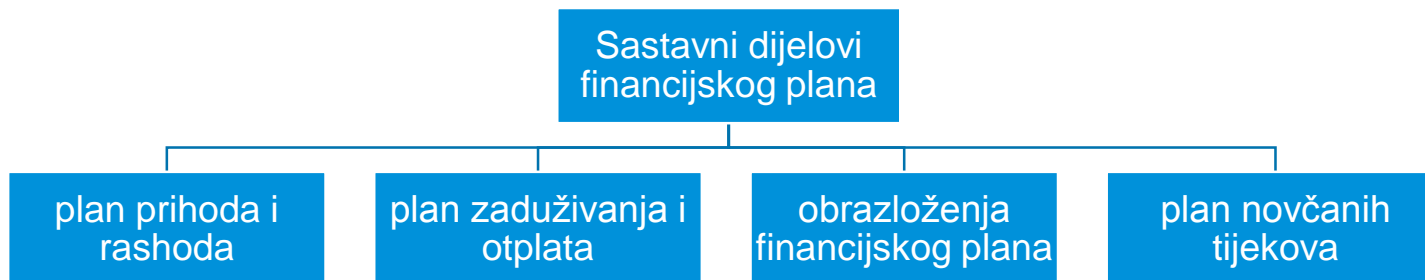 Sastavni dijelovi
financijskog plana
plan prihoda i
rashoda
plan zaduživanja i
otplata
obrazloženja
financijskog plana
plan novčanih
tijekova